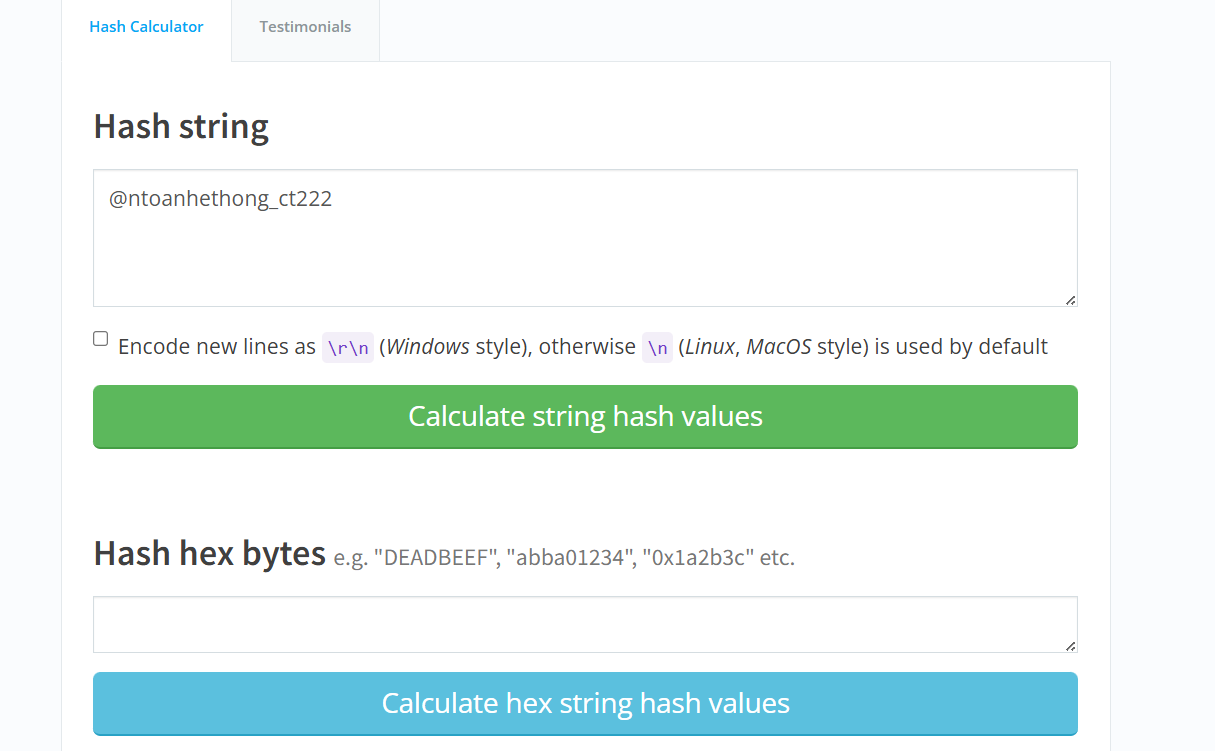 Hash Calculator
Testimonials
Hash string
@ntoanhethong_ct222
Encode new lines as \r\n (Windows style), otherwise \n (Linux, MacOS style) is used by default
Calculate string hash values
Hash hex bytes e.g. "DEADBEEF", "abba01234", "0x1a2b3c" etc.
Calculate hex string hash values